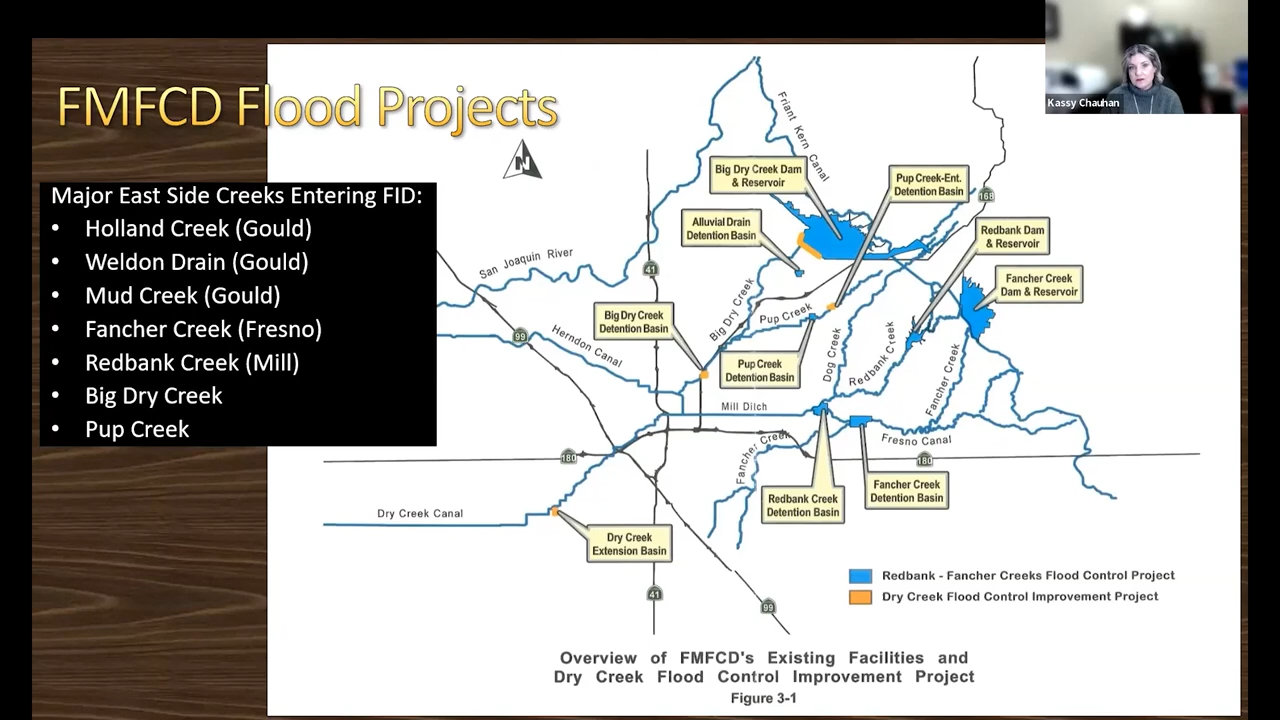 Kassy Chauhan
FMFCD Flood Projects
N
Major East Side Creeks Entering FID:
• Holland Creek (Gould)
• Weldon Drain (Gould)
• Mud Creek (Gould)
• Fancher Creek (Fresno)
• Redbank Creek (Mill)
• Big Dry Creek
• Pup Creek
Friant Kern Canal
Big Dry Creek Dam
& Reservoir
Pup Creek-Ent.
Detention Basin
168
Alluvial Drain
Detention Basin
Redbank Dam
& Reservoir
San Joaquin River
41
Fancher Creek
Dam & Reservoir
Big Dry Creek
Detention Basin
Big Dry Creek
Pup Creek
99
Herndon Canal
Pup Creek
Detention Basin
Dog Creek
Redbank Creek
Fancher Creek
Mill Ditch
Fancher Creek
Fresno Canal
180
180
Redbank Creek
Detention Basin
Fancher Creek
Detention Basin
Dry Creek Canal
Dry Creek
Extension Basin
41
99
Redbank - Fancher Creeks Flood Control Project
Dry Creek Flood Control Improvement Project
Overview of FMFCD's Existing Facilities and
Dry Creek Flood Control Improvement Project
Figure 3-1